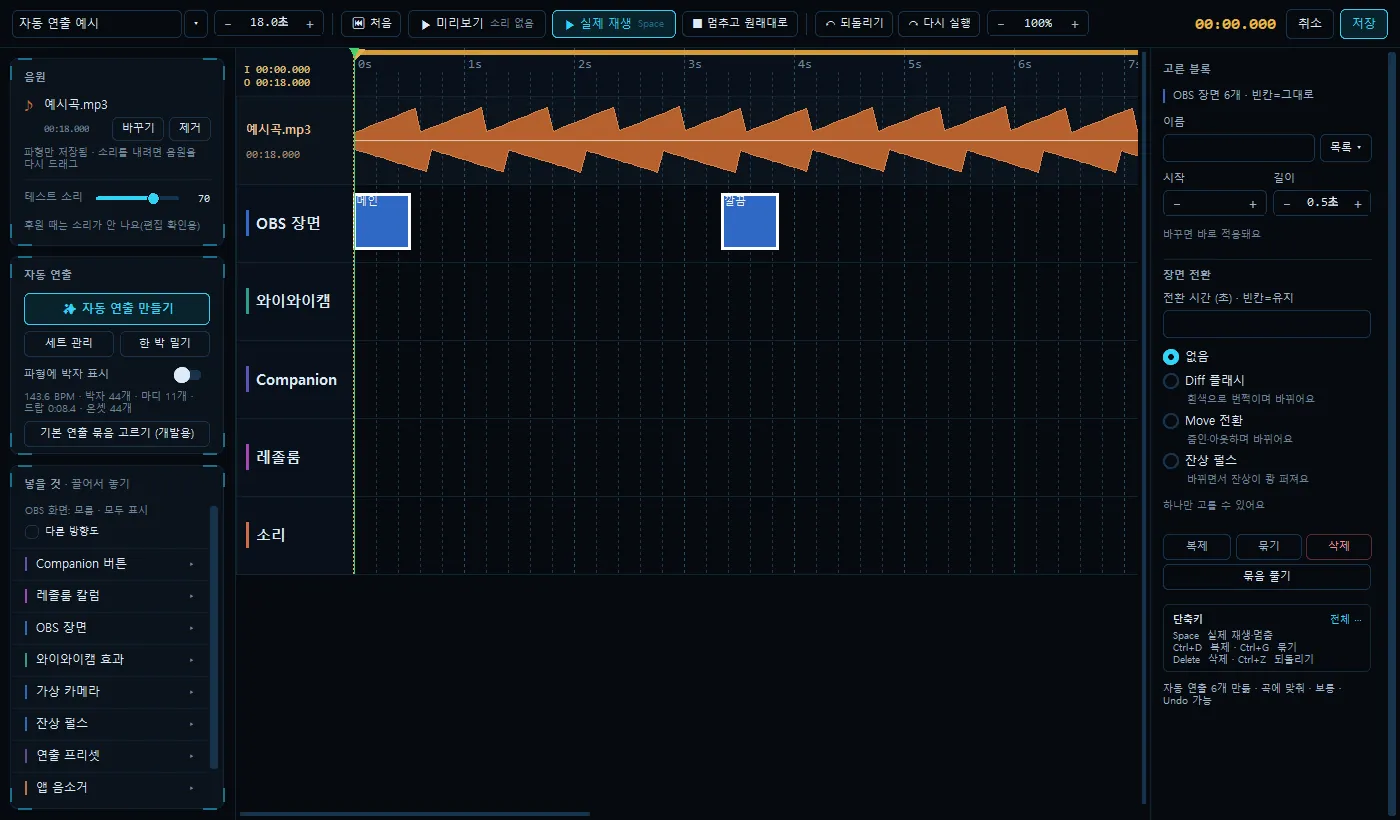 자동 연출 예시
− 18.0초 +
⏮ 처음
▶ 미리보기 소리 없음
▶ 실제 재생 Space
■ 멈추고 원래대로
↶ 되돌리기
↷ 다시 실행
− 100% +
00:00.000
취소
저장
음원
♪ 예시곡.mp3
00:18.000
바꾸기
제거
파형만 저장됨 · 소리를 내려면 음원을
다시 드래그
테스트 소리
70
후원 때는 소리가 안 나요(편집 확인용)
자동 연출
자동 연출 만들기
세트 관리
한 박 밀기
파형에 박자 표시
143.6 BPM · 박자 44개 · 마디 11개 ·
드랍 0:08.4 · 온셋 44개
기본 연출 묶음 고르기 (개발용)
넣을 것 · 끌어서 놓기
OBS 화면: 모름 · 모두 표시
다른 방향도
Companion 버튼
레졸룸 칼럼
OBS 장면
와이와이캠 효과
가상 카메라
잔상 펄스
연출 프리셋
앱 음소거
I 00:00.000
O 00:18.000
0s 1s 2s 3s 4s 5s 6s 7s
예시곡.mp3
00:18.000
OBS 장면
메인
깔끔
와이와이캠
Companion
레졸룸
소리
고른 블록
OBS 장면 6개 · 빈칸=그대로
이름
목록
시작
길이
− +
− 0.5초 +
바꾸면 바로 적용돼요
장면 전환
전환 시간 (초) · 빈칸=유지
없음
Diff 플래시
흰색으로 번쩍이며 바뀌어요
Move 전환
줌인·아웃하며 바뀌어요
잔상 펄스
바뀌면서 잔상이 쾅 퍼져요
하나만 고를 수 있어요
복제
묶기
삭제
묶음 풀기
단축키
전체 ...
Space 실제 재생·멈춤
Ctrl+D 복제 · Ctrl+G 묶기
Delete 삭제 · Ctrl+Z 되돌리기
자동 연출 6개 만듦 · 곡에 맞춰 · 보통 ·
Undo 가능